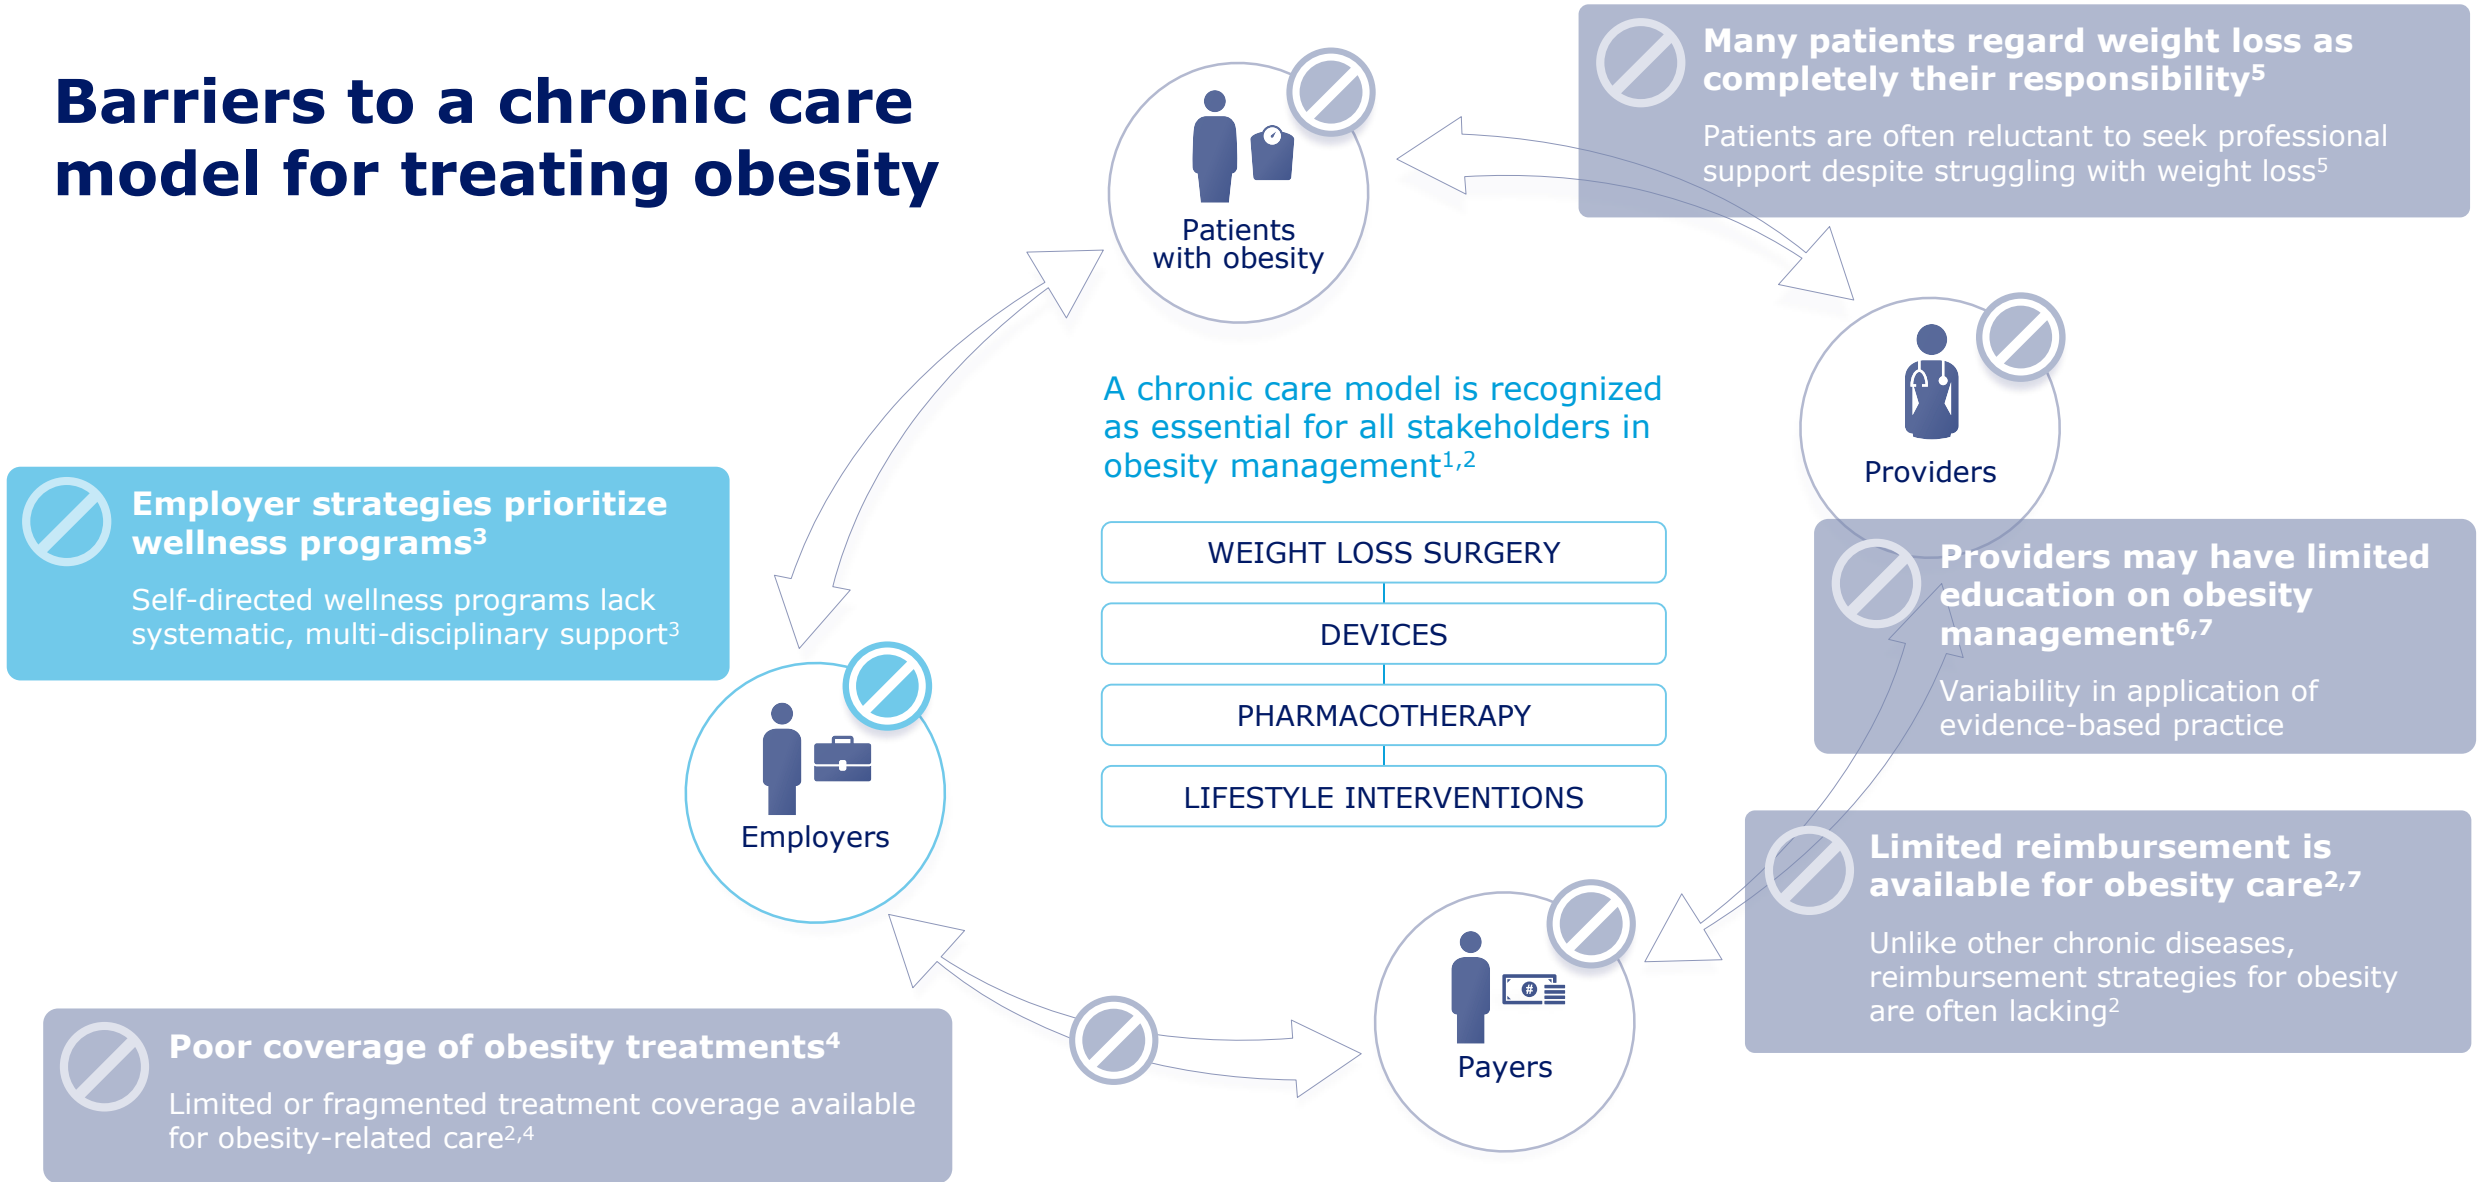 Barriers to a chronic care
model for treating obesity
Many patients regard weight loss as
completely their responsibility⁵
Patients are often reluctant to seek professional
support despite struggling with weight loss⁵
Patients
with obesity
Providers
A chronic care model is recognized
as essential for all stakeholders in
obesity management¹,²
WEIGHT LOSS SURGERY
DEVICES
PHARMACOTHERAPY
LIFESTYLE INTERVENTIONS
Employer strategies prioritize
wellness programs³
Self-directed wellness programs lack
systematic, multi-disciplinary support³
Providers may have limited
education on obesity
management⁶,⁷
Variability in application of
evidence-based practice
Employers
Limited reimbursement is
available for obesity care²,⁷
Unlike other chronic diseases,
reimbursement strategies for obesity
are often lacking²
#
Payers
Poor coverage of obesity treatments⁴
Limited or fragmented treatment coverage available
for obesity-related care²,⁴